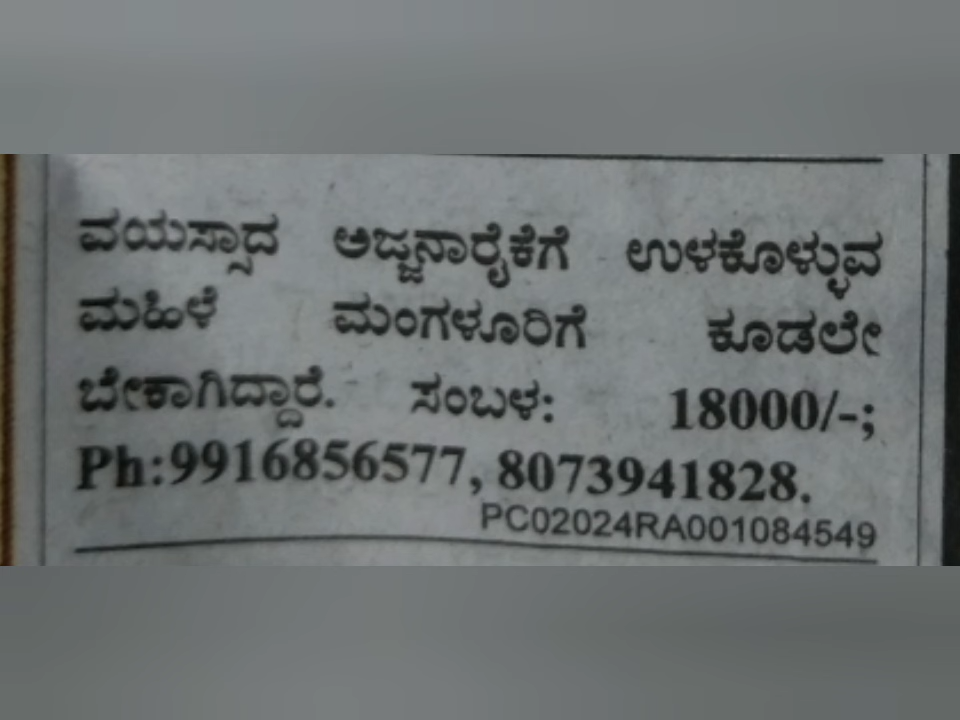 ವಯಸ್ಸಾದ ಅಜ್ಜನಾರೈಕೆಗೆ ಉಳಕೊಳ್ಳುವ
ಮಹಿಳೆ ಮಂಗಳೂರಿಗೆ ಕೂಡಲೇ
ಬೇಕಾಗಿದ್ದಾರೆ. ಸಂಬಳ: 18000/-;
Ph:9916856577, 8073941828.
PC02024RA001084549